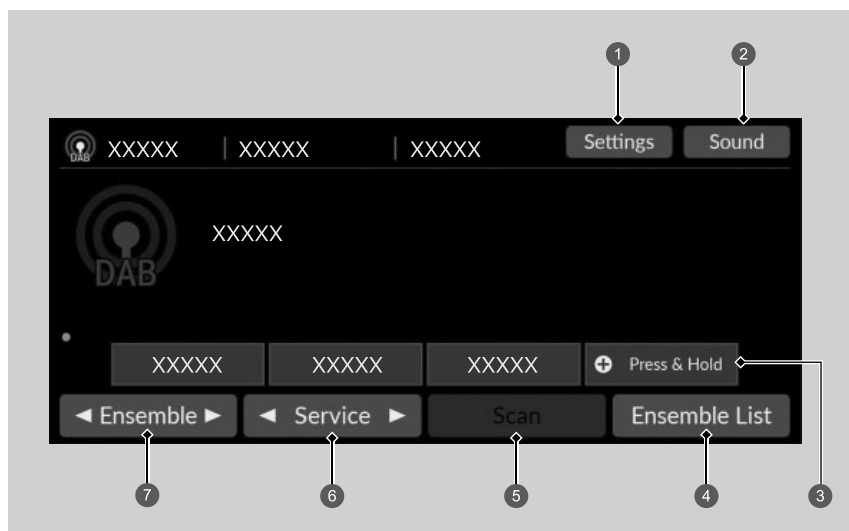 1 2
DAB XXXXX | XXXXX | XXXXX Settings Sound
DAB XXXXX
XXXXX XXXXX XXXXX Press & Hold 3
◄ Ensemble ► ◄ Service ► Scan Ensemble List
7 6 5 4